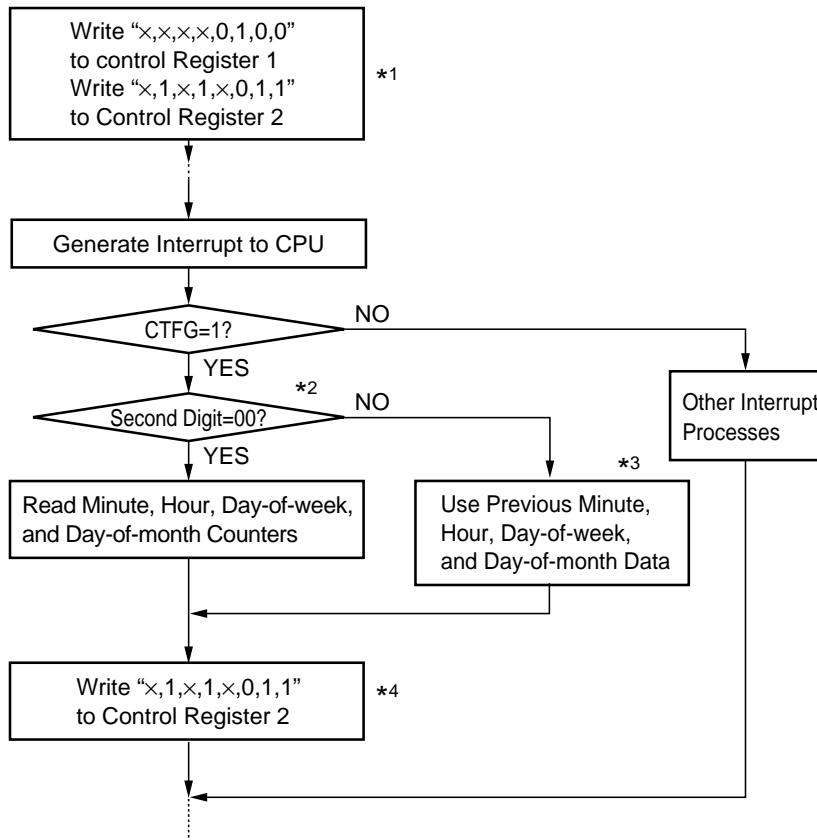 Write “×,×,×,×,0,1,0,0”
to control Register 1
Write “×,1,×,1,×,0,1,1”
to Control Register 2
*1
Generate Interrupt to CPU
CTFG=1?
NO
YES
*2
Second Digit=00?
NO
YES
Other Interrupt
Processes
*3
Read Minute, Hour, Day-of-week,
and Day-of-month Counters
Use Previous Minute,
Hour, Day-of-week,
and Day-of-month Data
Write “×,1,×,1,×,0,1,1”
to Control Register 2
*4